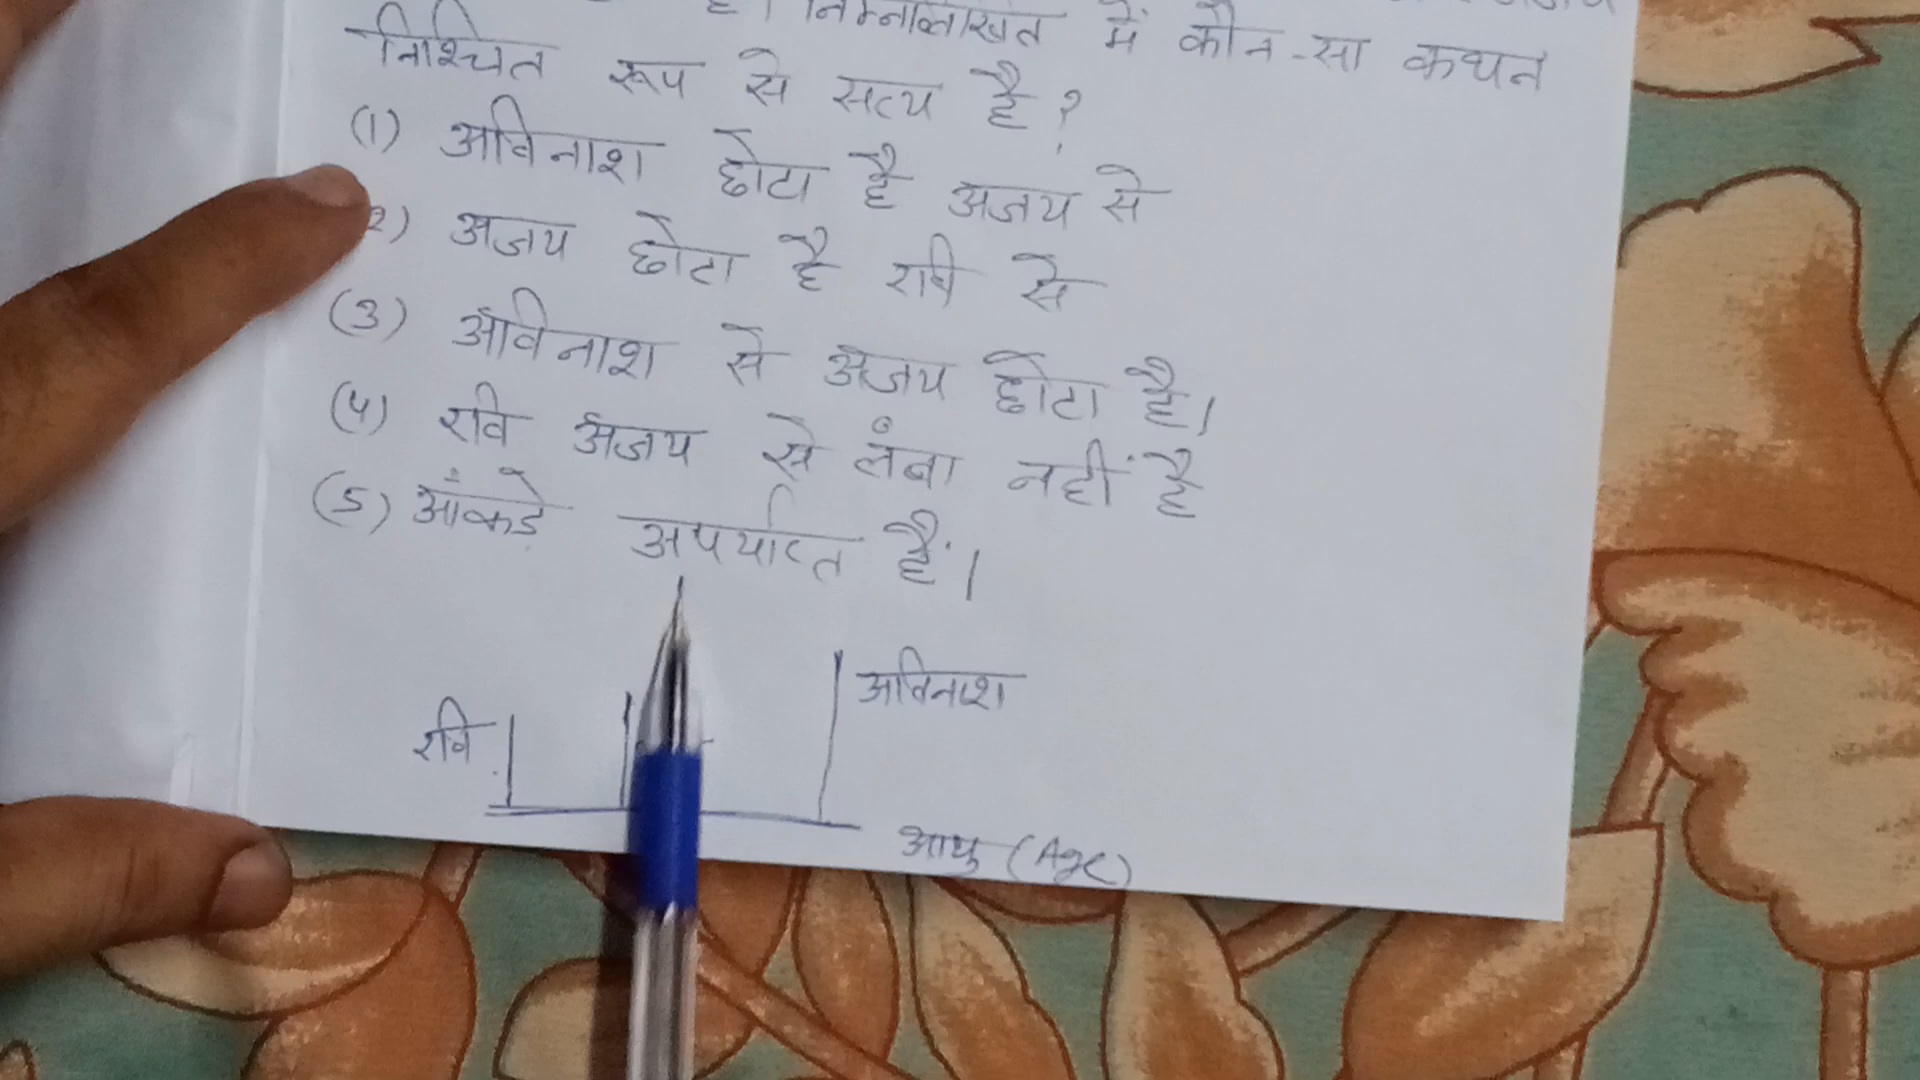 है। निम्नलिखित में कौन-सा कथन
निश्चित रूप से सत्य है?
(1) अविनाश छोटा है अजय से
2) अजय छोटा है रवि से
(3) अविनाश से अजय छोटा है।
(4) रवि अजय से लंबा नहीं है
(5) आंकड़े अपर्याप्त हैं।
रवि
अविनाश
आयु (Age)